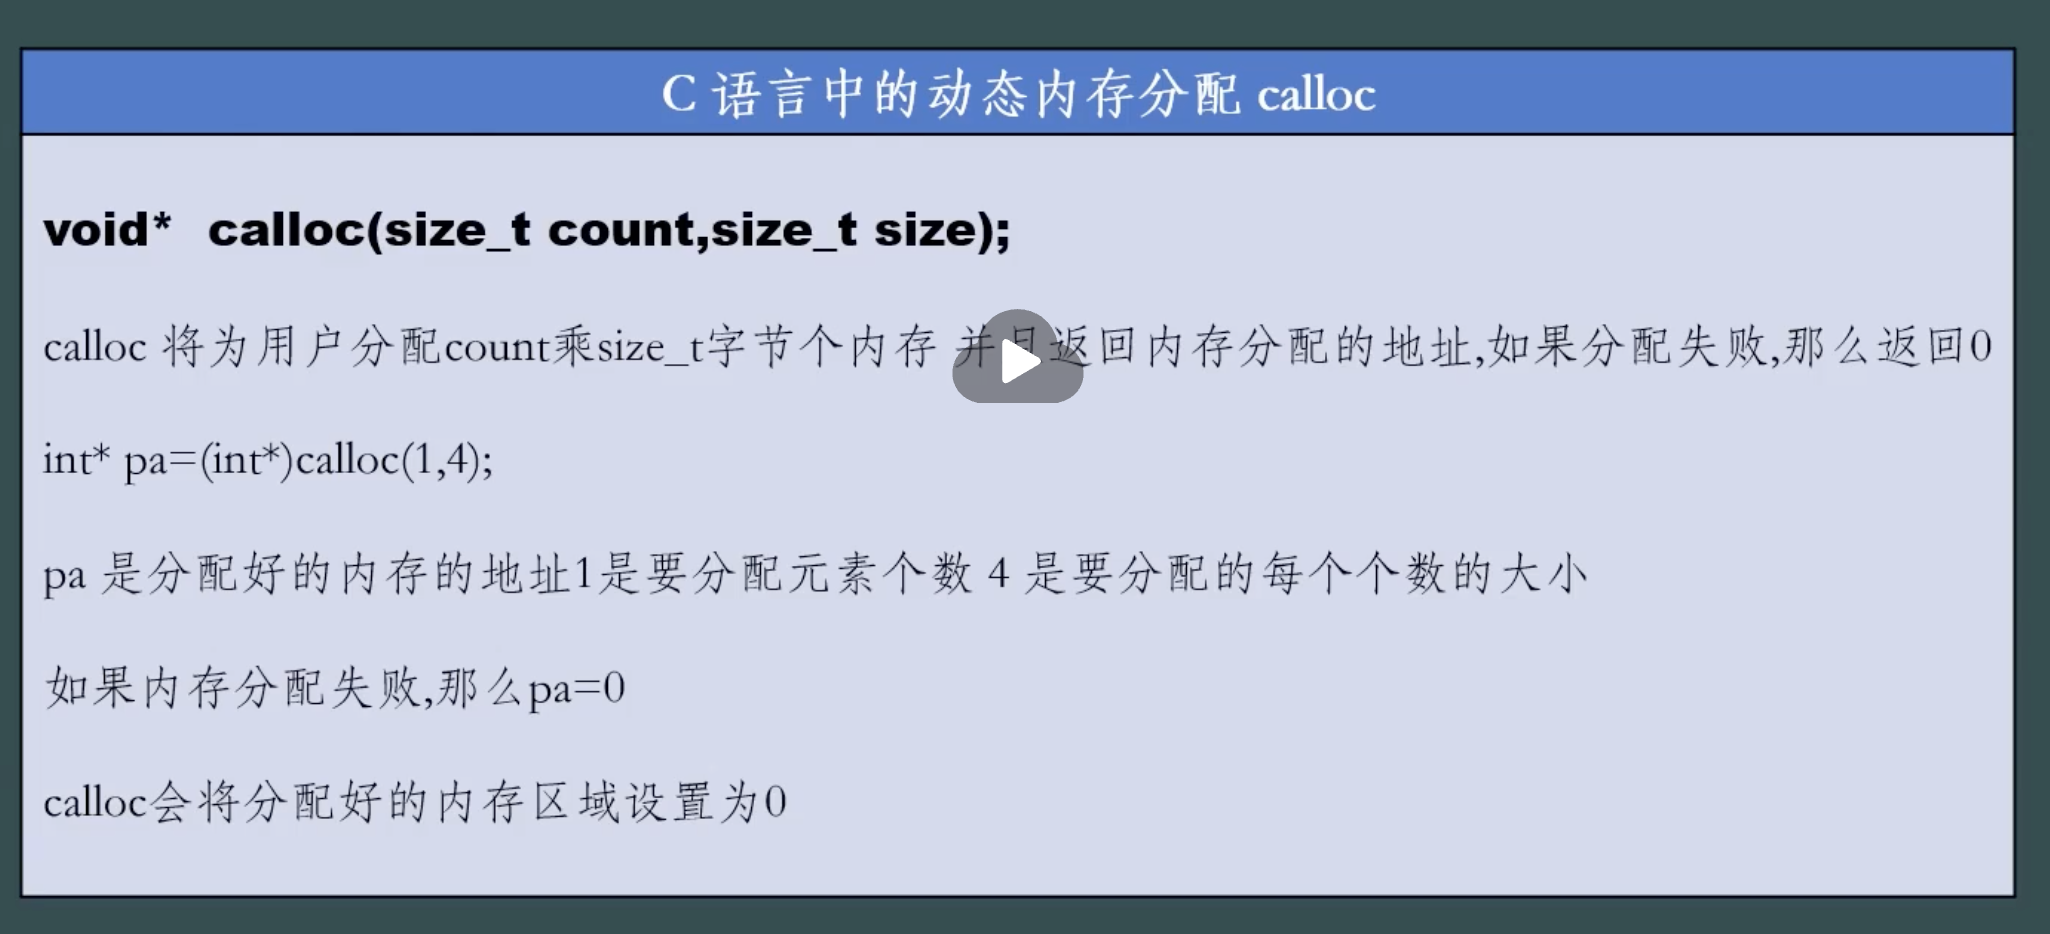 C 语言中的动态内存分配 calloc
void* calloc(size_t count,size_t size);
calloc 将为用户分配count乘size_t字节个内存 并且返回内存分配的地址,如果分配失败,那么返回0
int* pa=(int*)calloc(1,4);
pa 是分配好的内存的地址1是要分配元素个数 4 是要分配的每个个数的大小
如果内存分配失败,那么pa=0
calloc会将分配好的内存区域设置为0